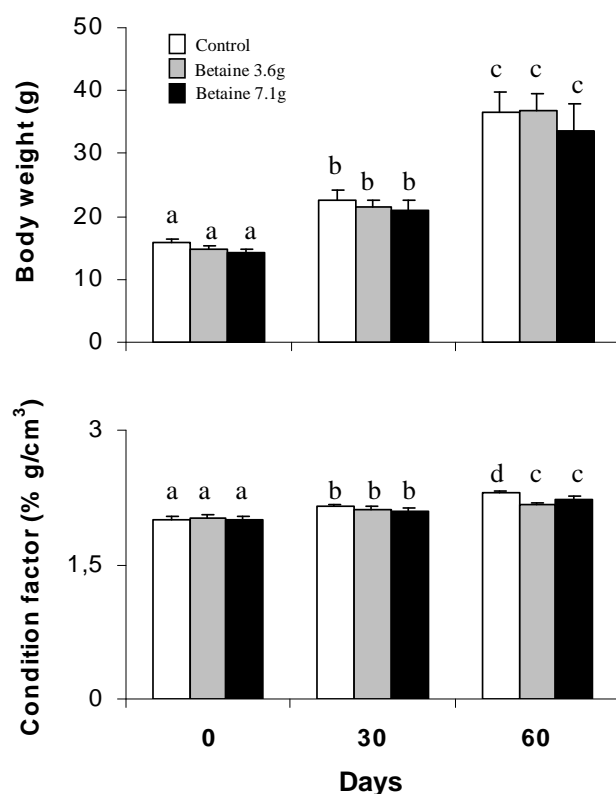 50
Control
Betaine 3.6g
Betaine 7.1g
c c c
40
30
b b b
20
a a a
10
0
Body weight (g)
3
d c c
b b b
a a a
1,5
0
Condition factor (% g/cm³)
0 30 60
Days